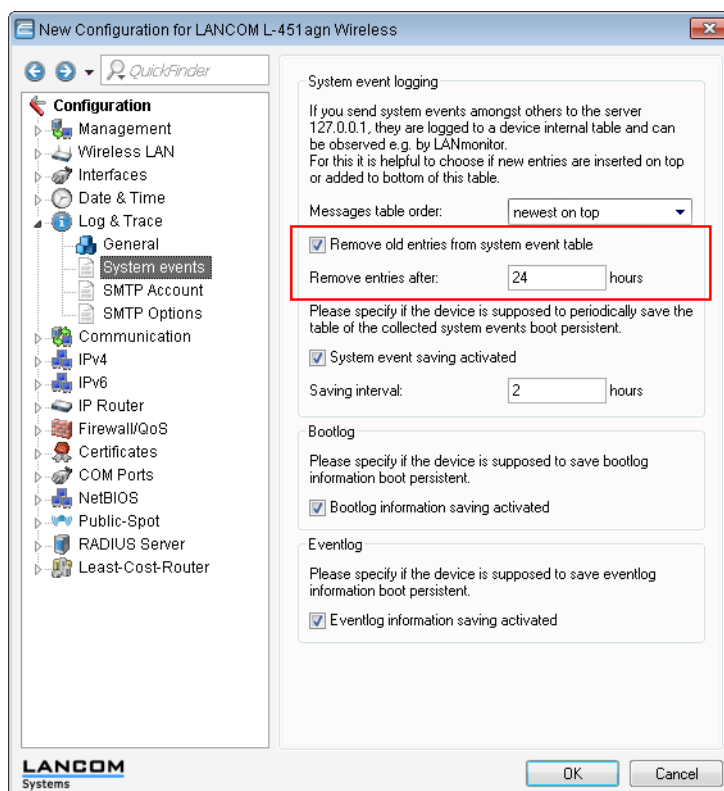 New Configuration for LANCOM L-451agn Wireless
QuickFinder
Configuration
Management
Wireless LAN
Interfaces
Date & Time
Log & Trace
General
System events
SMTP Account
SMTP Options
Communication
IPv4
IPv6
IP Router
Firewall/QoS
Certificates
COM Ports
NetBIOS
Public-Spot
RADIUS Server
Least-Cost-Router
System event logging
If you send system events amongst others to the server
127.0.0.1, they are logged to a device internal table and can
be observed e.g. by LANmonitor.
For this it is helpful to choose if new entries are inserted on top
or added to bottom of this table.
Messages table order: newest on top
Remove old entries from system event table
Remove entries after: 24 hours
Please specify if the device is supposed to periodically save the
table of the collected system events boot persistent.
System event saving activated
Saving interval: 2 hours
Bootlog
Please specify if the device is supposed to save bootlog
information boot persistent.
Bootlog information saving activated
Eventlog
Please specify if the device is supposed to save eventlog
information boot persistent.
Eventlog information saving activated
LANCOM
Systems
OK
Cancel